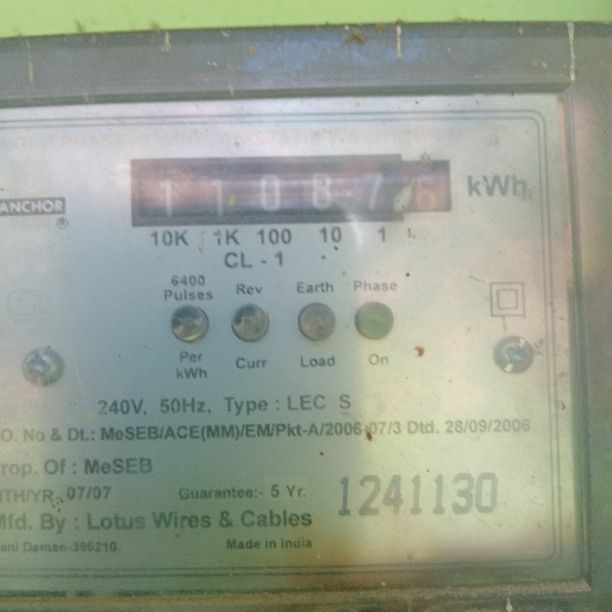 ANCHOR
®
1 1 0 8 7 6 kWh
10K 1K 100 10 1
CL - 1
6400 Pulses Per kWh
Rev Curr
Earth Load
Phase On
240V, 50Hz, Type : LEC S
O. No & Dt.: MeSEB/ACE(MM)/EM/Pkt-A/2006-07/3 Dtd. 28/09/2006
rop. Of : MeSEB
MTH/YR. 07/07 Guarantee:- 5 Yr.
1241130
Mfd. By : Lotus Wires & Cables
ani Daman-396210. Made in India